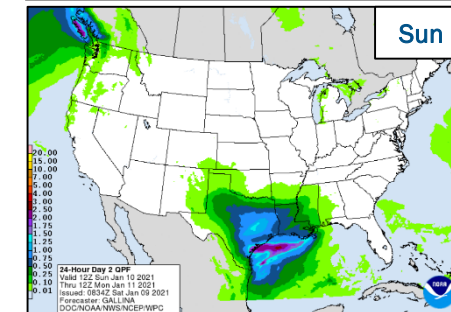 Sun
20.00
15.00
10.00
7.00
5.00
4.00
3.00
2.50
2.00
1.75
1.50
1.25
1.00
0.75
0.50
0.25
0.10
0.01
24-Hour Day 2 QPF
Valid 12Z Sun Jan 10 2021
Thru 12Z Mon Jan 11 2021
Issued: 0834Z Sat Jan 09 2021
Forecaster: GALLINA
DOC/NOAA/NWS/NCEP/WPC
NOAA